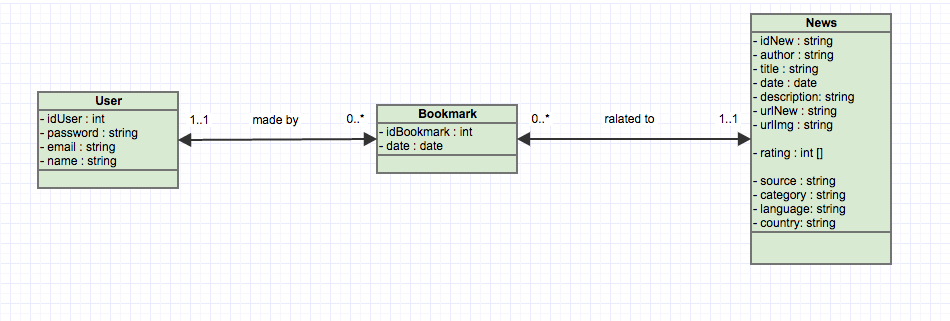 User
- idUser : int
- password : string
- email : string
- name : string
1..1
made by
0..*
Bookmark
- idBookmark : int
- date : date
0..*
ralated to
1..1
News
- idNew : string
- author : string
- title : string
- date : date
- description: string
- urlNew : string
- urlImg : string
- rating : int []
- source : string
- category : string
- language: string
- country: string